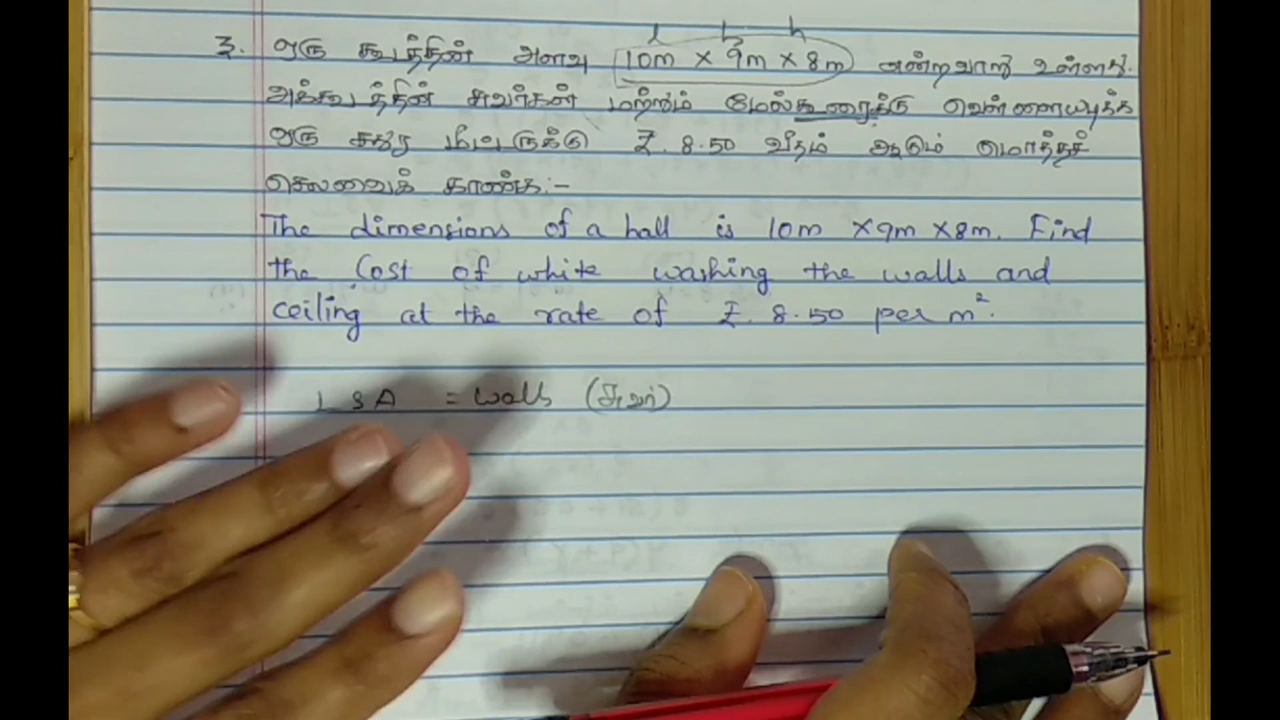 l b h
3. ஒரு கூடத்தின் அளவு 10m × 9m × 8m என்றவாறு உள்ளது.
அக்கூடத்தின் சுவர்கள் மற்றும் மேல்கூரைக்கு வெள்ளையடிக்க
ஒரு சதுர மீட்டருக்கு ₹. 8.50 வீதம் ஆகும் மொத்தச்
செலவைக் காண்க:-
The dimensions of a hall is 10m × 9m × 8m. Find
the Cost of white washing the walls and
ceiling at the rate of ₹. 8.50 per m².
LSA = walls (சுவர்)